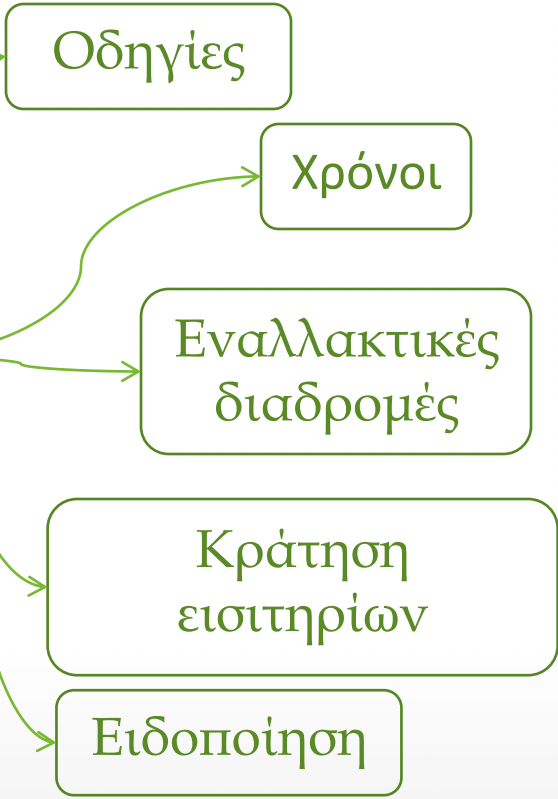 Οδηγίες
Χρόνοι
Εναλλακτικές
διαδρομές
Κράτηση
εισιτηρίων
Ειδοποίηση